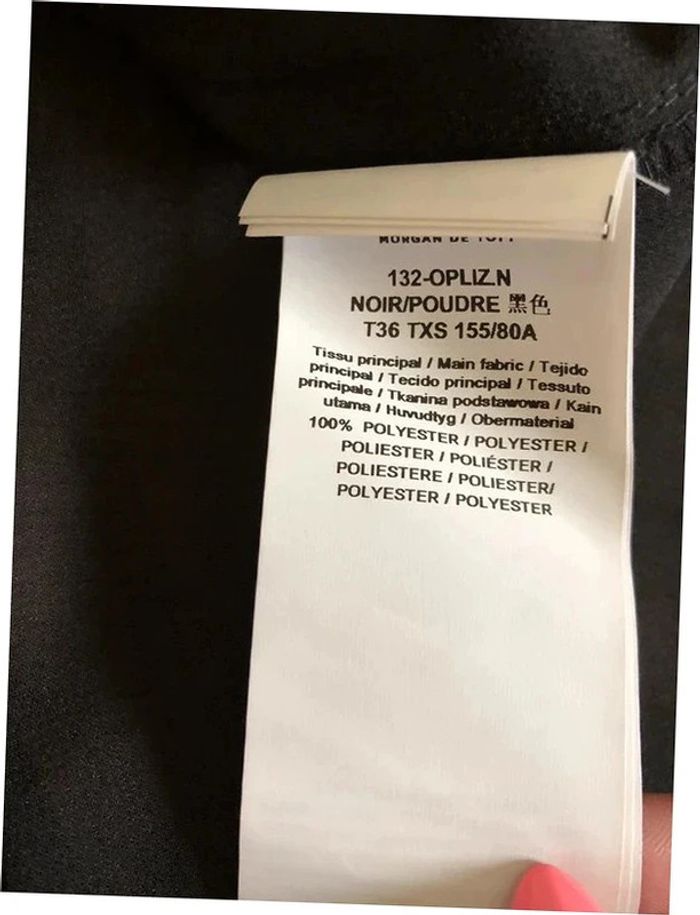 MORGAN DE TOI
132-OPLIZ.N
NOIR/POUDRE 黑色
T36 TXS 155/80A
Tissu principal / Main fabric / Tejido
principal / Tecido principal / Tessuto
principale / Tkanina podstawowa / Kain
utama / Huvudtyg / Obermaterial
100% POLYESTER / POLYESTER /
POLIESTER / POLIÉSTER /
POLIESTERE / POLIESTER/
POLYESTER / POLYESTER